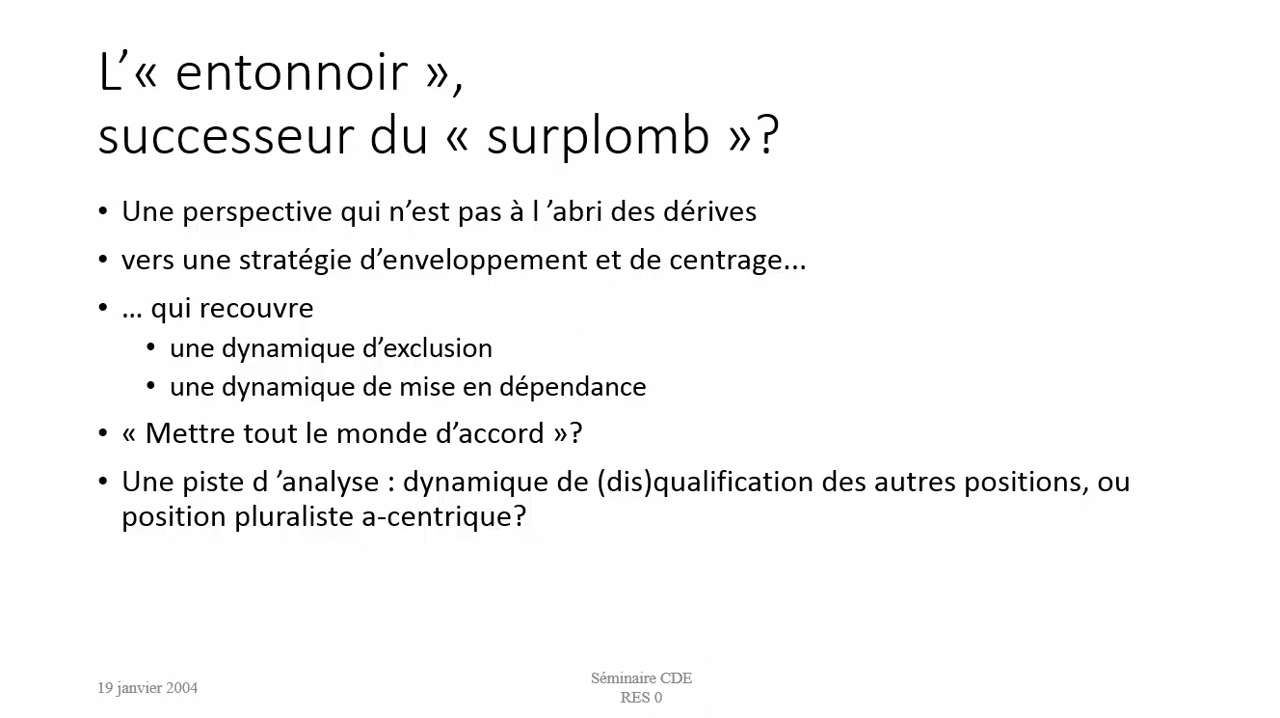 L’« entonnoir »,
successeur du « surplomb »?
• Une perspective qui n’est pas à l ’abri des dérives
• vers une stratégie d’enveloppement et de centrage...
• … qui recouvre
• une dynamique d’exclusion
• une dynamique de mise en dépendance
• « Mettre tout le monde d’accord »?
• Une piste d ’analyse : dynamique de (dis)qualification des autres positions, ou
position pluraliste a-centrique?
19 janvier 2004
Séminaire CDE
RES 0